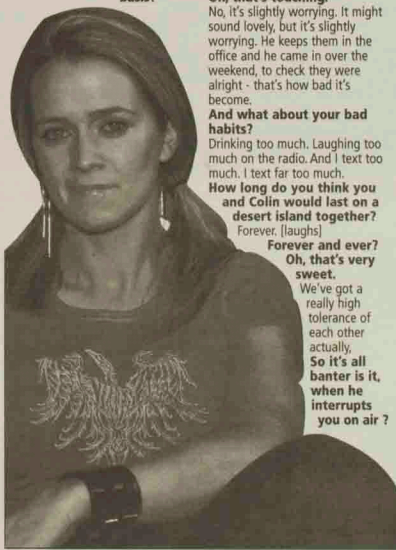 basis?
Oh, that's touching.
No, it's slightly worrying. It might
sound lovely, but it's slightly
worrying. He keeps them in the
office and he came in over the
weekend, to check they were
alright - that's how bad it's
become.
And what about your bad
habits?
Drinking too much. Laughing too
much on the radio. And I text too
much. I text far too much.
How long do you think you
and Colin would last on a
desert island together?
Forever. [laughs]
Forever and ever?
Oh, that's very
sweet.
We've got a
really high
tolerance of
each other
actually,
So it's all
banter is it,
when he
interrupts
you on air ?